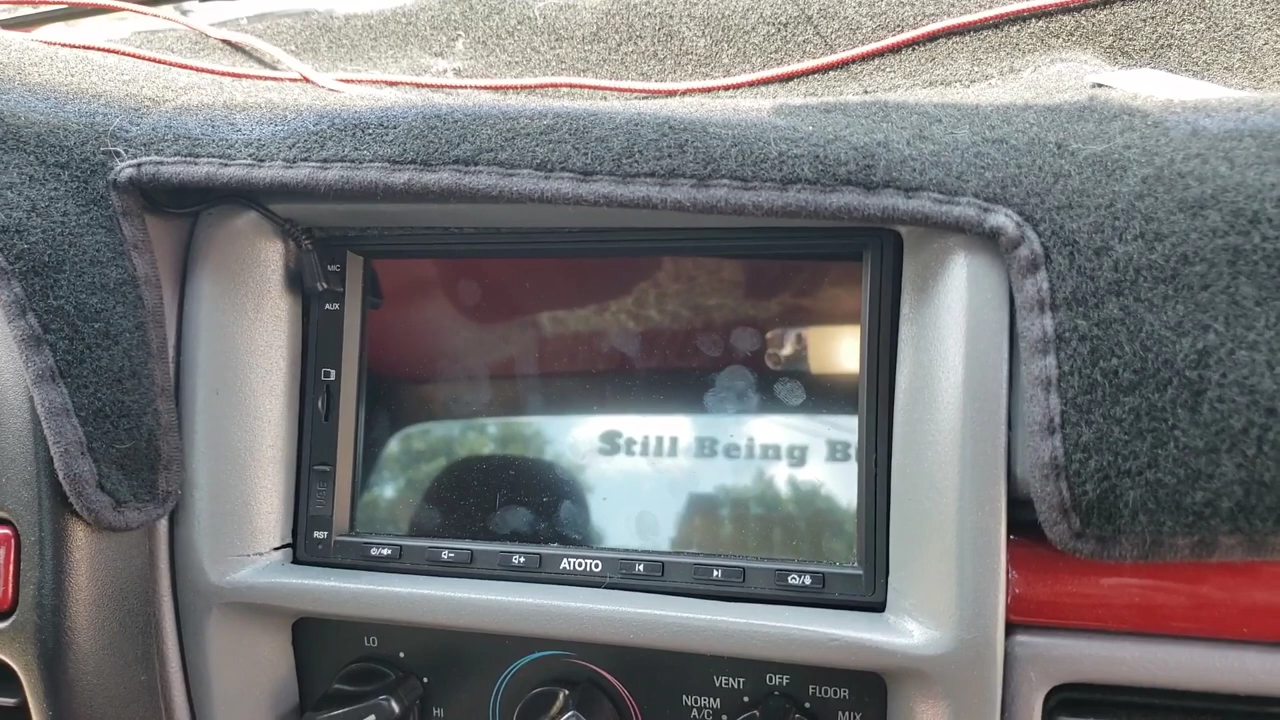 MIC
AUX
Still Being
RST
ATOTO
LO
HI
VENT
OFF
FLOOR
NORM
A/C
MIX